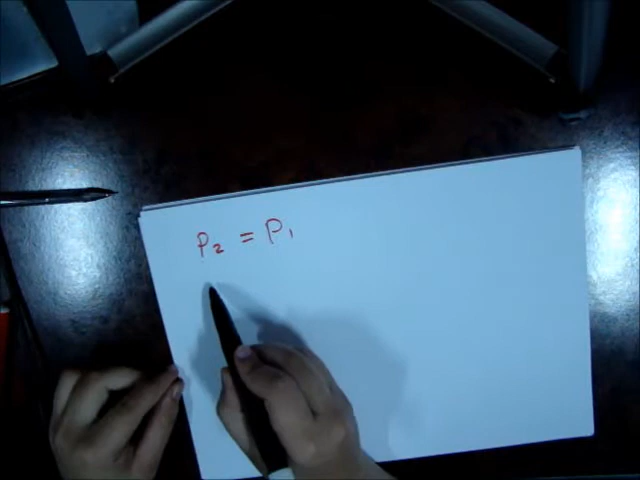 P₂ = P₁